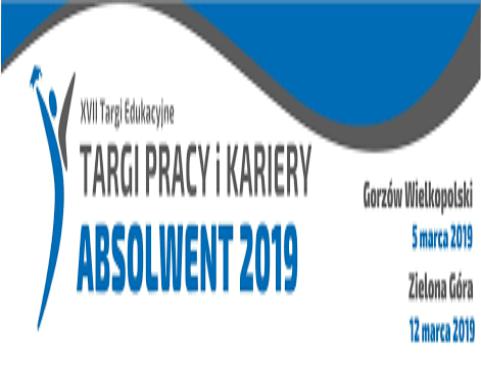 XVII Targi Edukacyjne
TARGI PRACY i KARIERY
ABSOLWENT 2019
Gorzów Wielkopolski
5 marca 2019
Zielona Góra
12 marca 2019